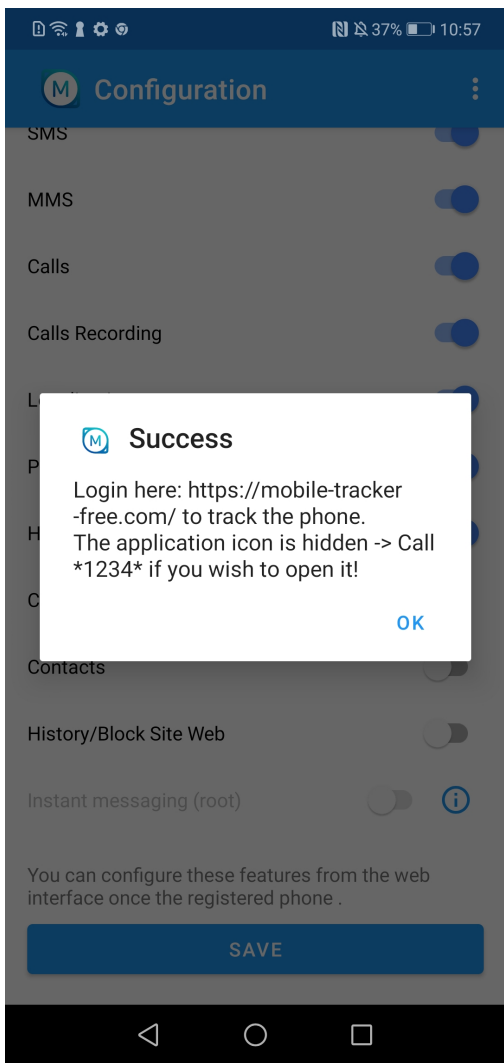 37% 10:57
M Configuration
SMS
MMS
Calls
Calls Recording
L
P
H
C
M Success
Login here: https://mobile-tracker
-free.com/ to track the phone.
The application icon is hidden -> Call
*1234* if you wish to open it!
OK
Contacts
History/Block Site Web
Instant messaging (root)
You can configure these features from the web
interface once the registered phone .
SAVE